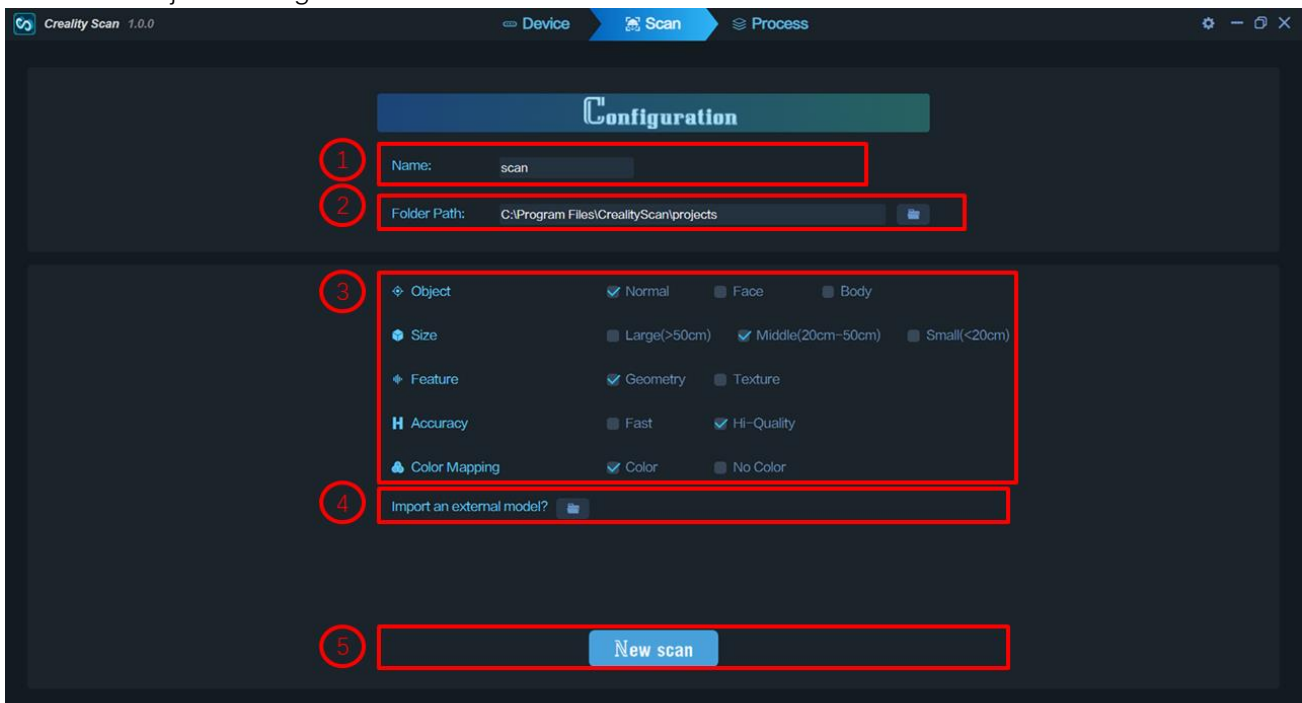 Creality Scan 1.0.0 Device Scan Process
Configuration
1 Name: scan
2 Folder Path: C:\Program Files\CrealityScan\projects
3 Object Normal Face Body
Size Large(>50cm) Middle(20cm-50cm) Small(<20cm)
Feature Geometry Texture
H Accuracy Fast Hi-Quality
Color Mapping Color No Color
4 Import an external model?
5 New scan